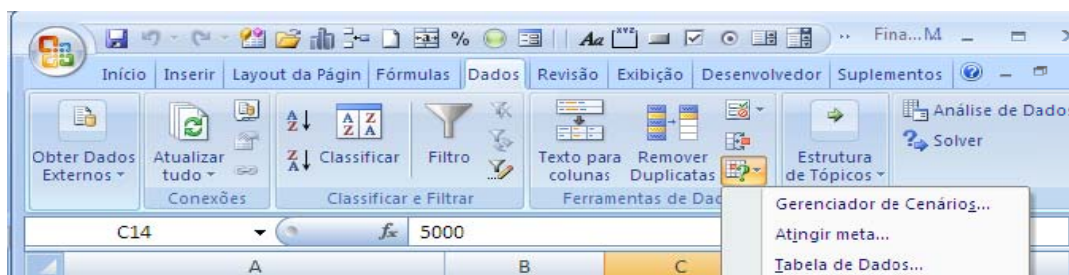 Fina...M
Início Inserir Layout da Págin Fórmulas Dados Revisão Exibição Desenvolvedor Suplementos
Obter Dados Externos
Atualizar tudo
Classificar
Filtro
Texto para colunas
Remover Duplicatas
Estrutura de Tópicos
Análise de Dados
Solver
Conexões
Classificar e Filtrar
Ferramentas de Dad
Gerenciador de Cenários...
Atingir meta...
Tabela de Dados...
C14 fx 5000
A B C